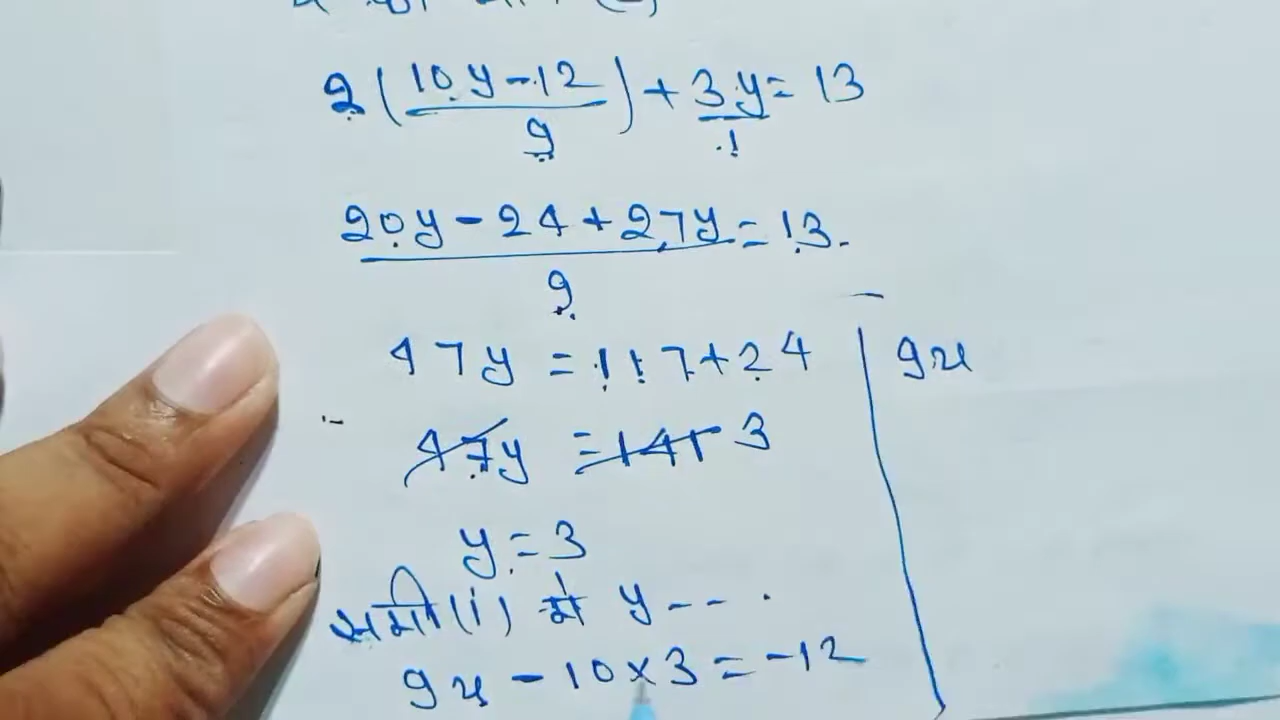 2(10y-12/9)+3y/1=13
20y-24+27y/9=13.
47y=117+24
47y=141 3
y=3
समी(i) में y--.
9x-10×3=-12
9x